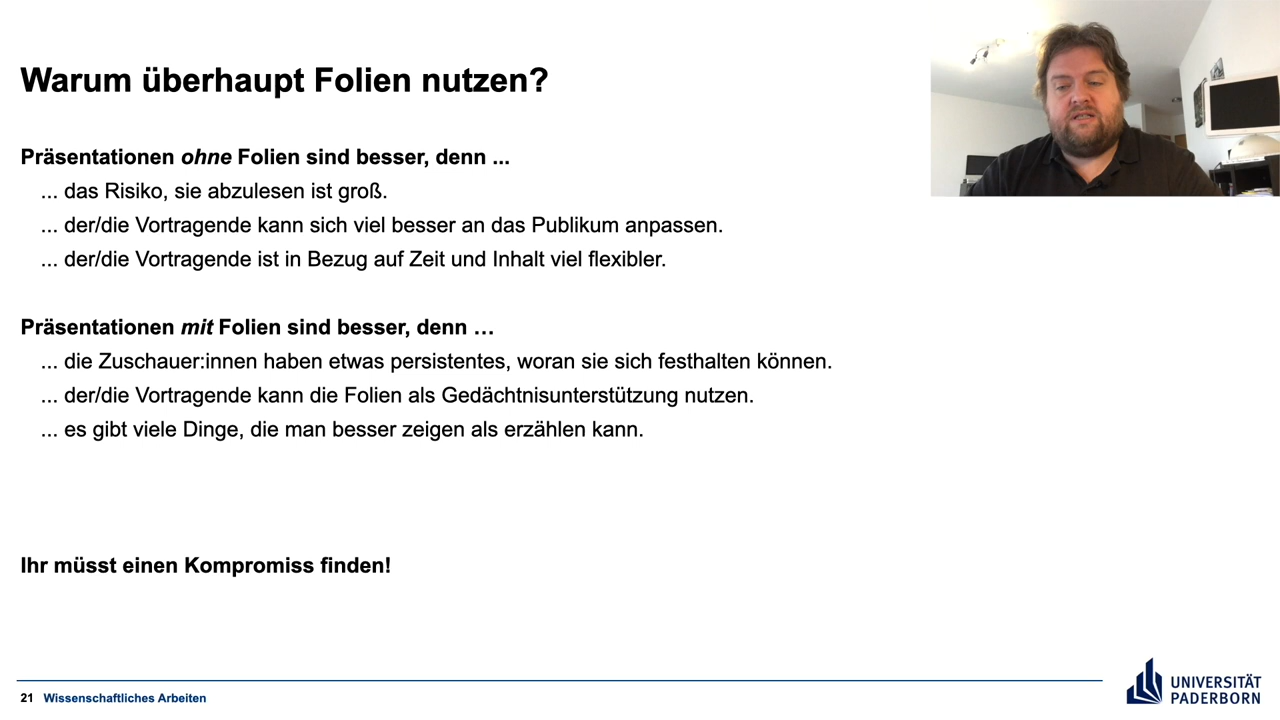 Warum überhaupt Folien nutzen?
Präsentationen ohne Folien sind besser, denn ...
... das Risiko, sie abzulesen ist groß.
... der/die Vortragende kann sich viel besser an das Publikum anpassen.
... der/die Vortragende ist in Bezug auf Zeit und Inhalt viel flexibler.
Präsentationen mit Folien sind besser, denn …
... die Zuschauer:innen haben etwas persistentes, woran sie sich festhalten können.
... der/die Vortragende kann die Folien als Gedächtnisunterstützung nutzen.
... es gibt viele Dinge, die man besser zeigen als erzählen kann.
Ihr müsst einen Kompromiss finden!
21 Wissenschaftliches Arbeiten
UNIVERSITÄT
PADERBORN